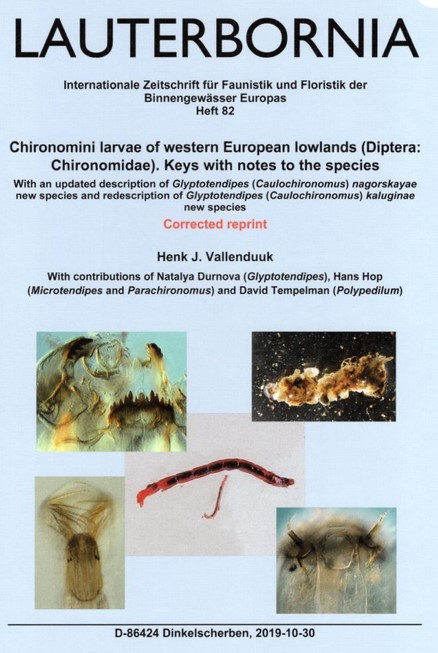 LAUTERBORNIA
Internationale Zeitschrift für Faunistik und Floristik der
Binnengewässer Europas
Heft 82
Chironomini larvae of western European lowlands (Diptera:
Chironomidae). Keys with notes to the species
With an updated description of Glyptotendipes (Caulochironomus) nagorskayae
new species and redescription of Glyptotendipes (Caulochironomus) kaluginae
new species
Corrected reprint
Henk J. Vallenduuk
With contributions of Natalya Durnova (Glyptotendipes), Hans Hop
(Microtendipes and Parachironomus) and David Tempelman (Polypedilum)
D-86424 Dinkelscherben, 2019-10-30